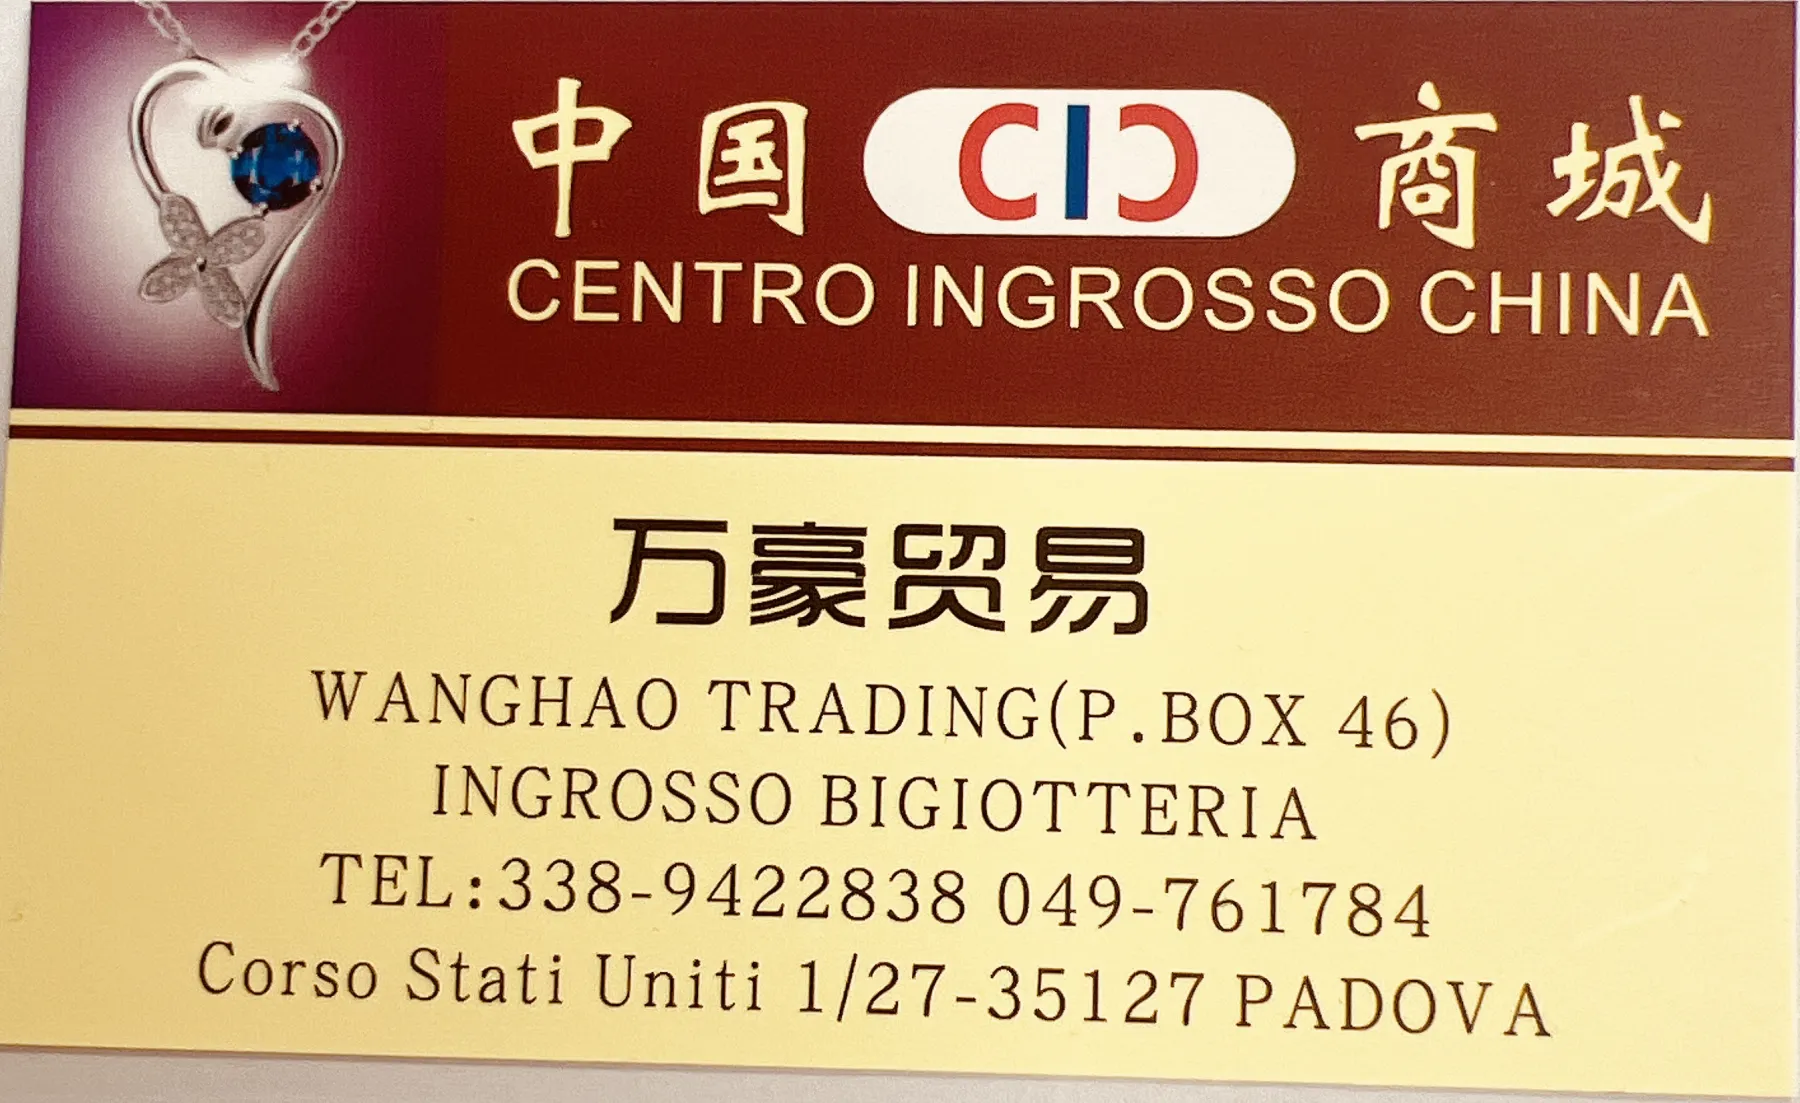 中国 CIC 商城
CENTRO INGROSSO CHINA
万豪贸易
WANGHAO TRADING(P.BOX 46)
INGROSSO BIGIOTTERIA
TEL:338-9422838 049-761784
Corso Stati Uniti 1/27-35127 PADOVA